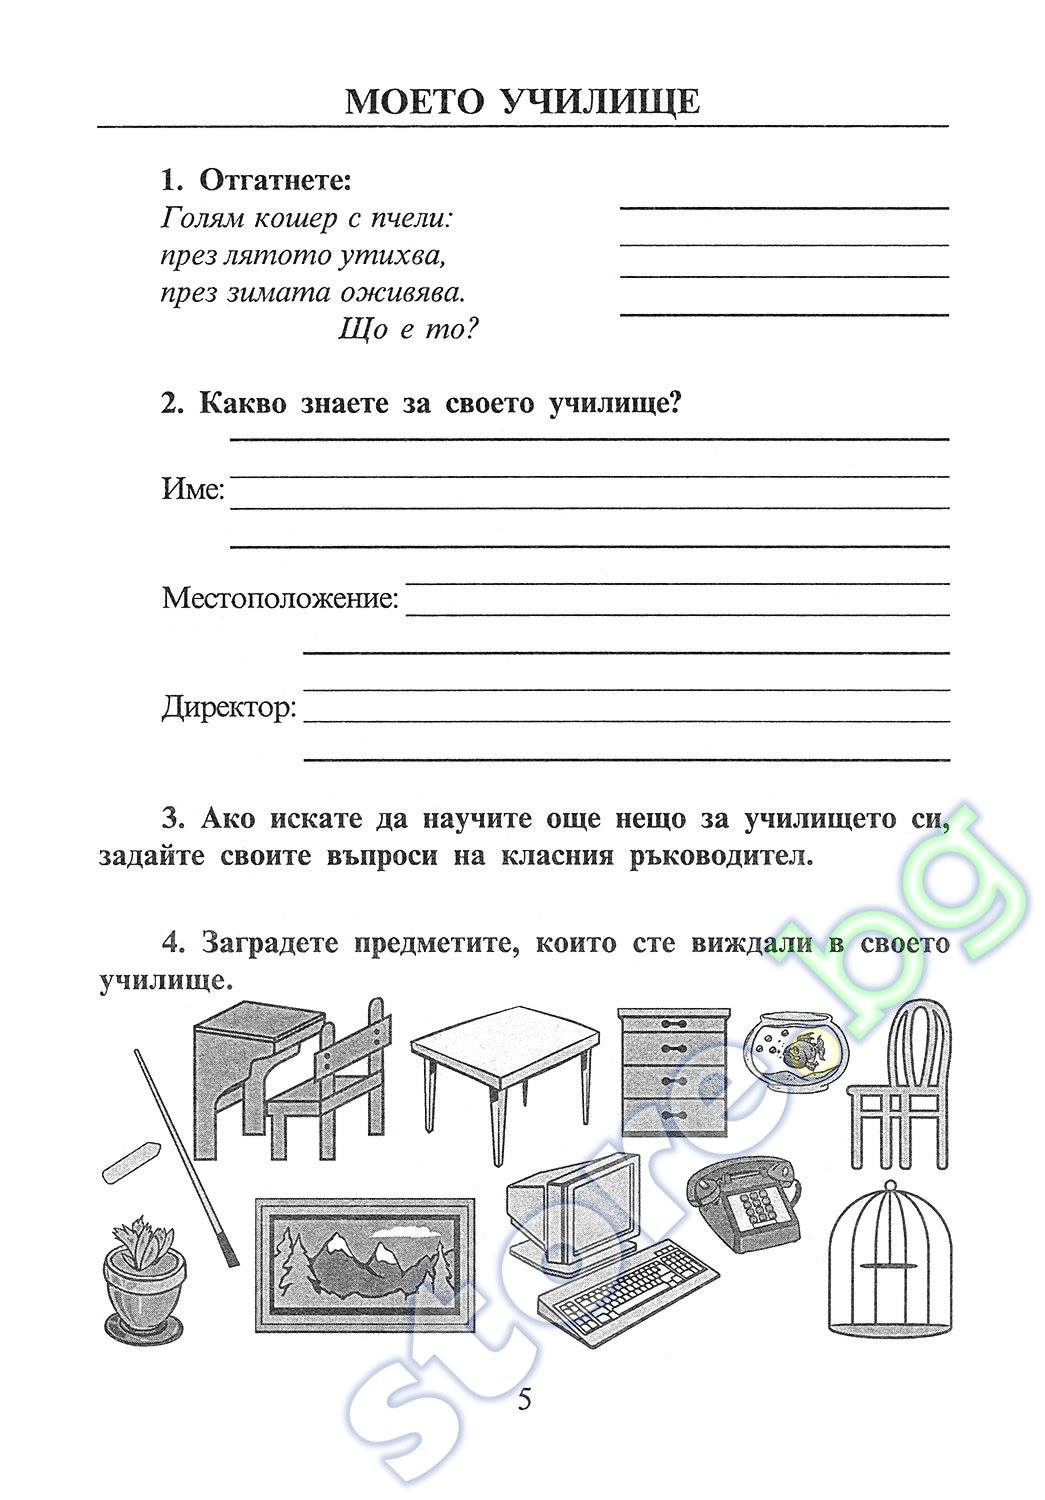 МОЕТО УЧИЛИЩЕ
1. Отгатнете:
Голям кошер с пчели:
през лятото утихва,
през зимата оживява.
Що е то?
2. Какво знаете за своето училище?
Име:
Местоположение:
Директор:
3. Ако искате да научите още нещо за училището си,
задайте своите въпроси на класния ръководител.
4. Заградете предметите, които сте виждали в своето
училище.
5
store.bg